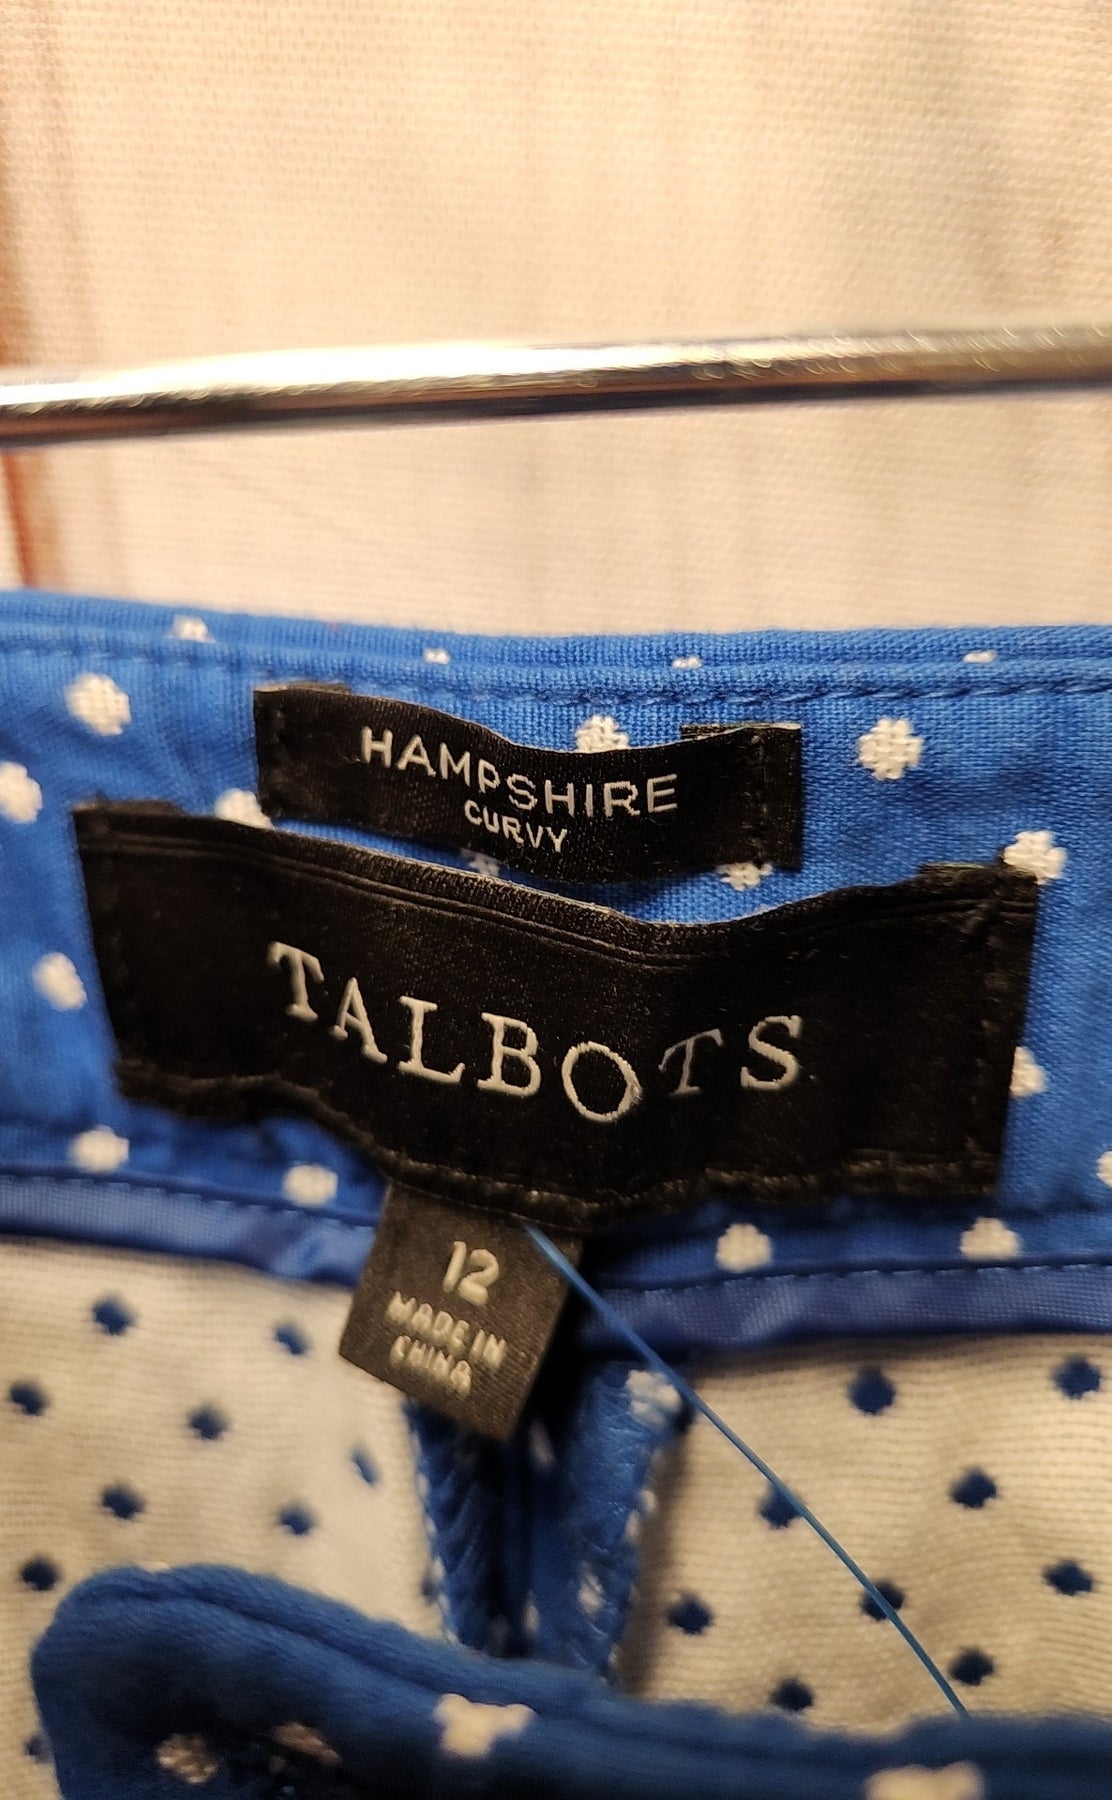 HAMPSHIRE
CURVY
TALBOTS
12
MADE IN
CHINA